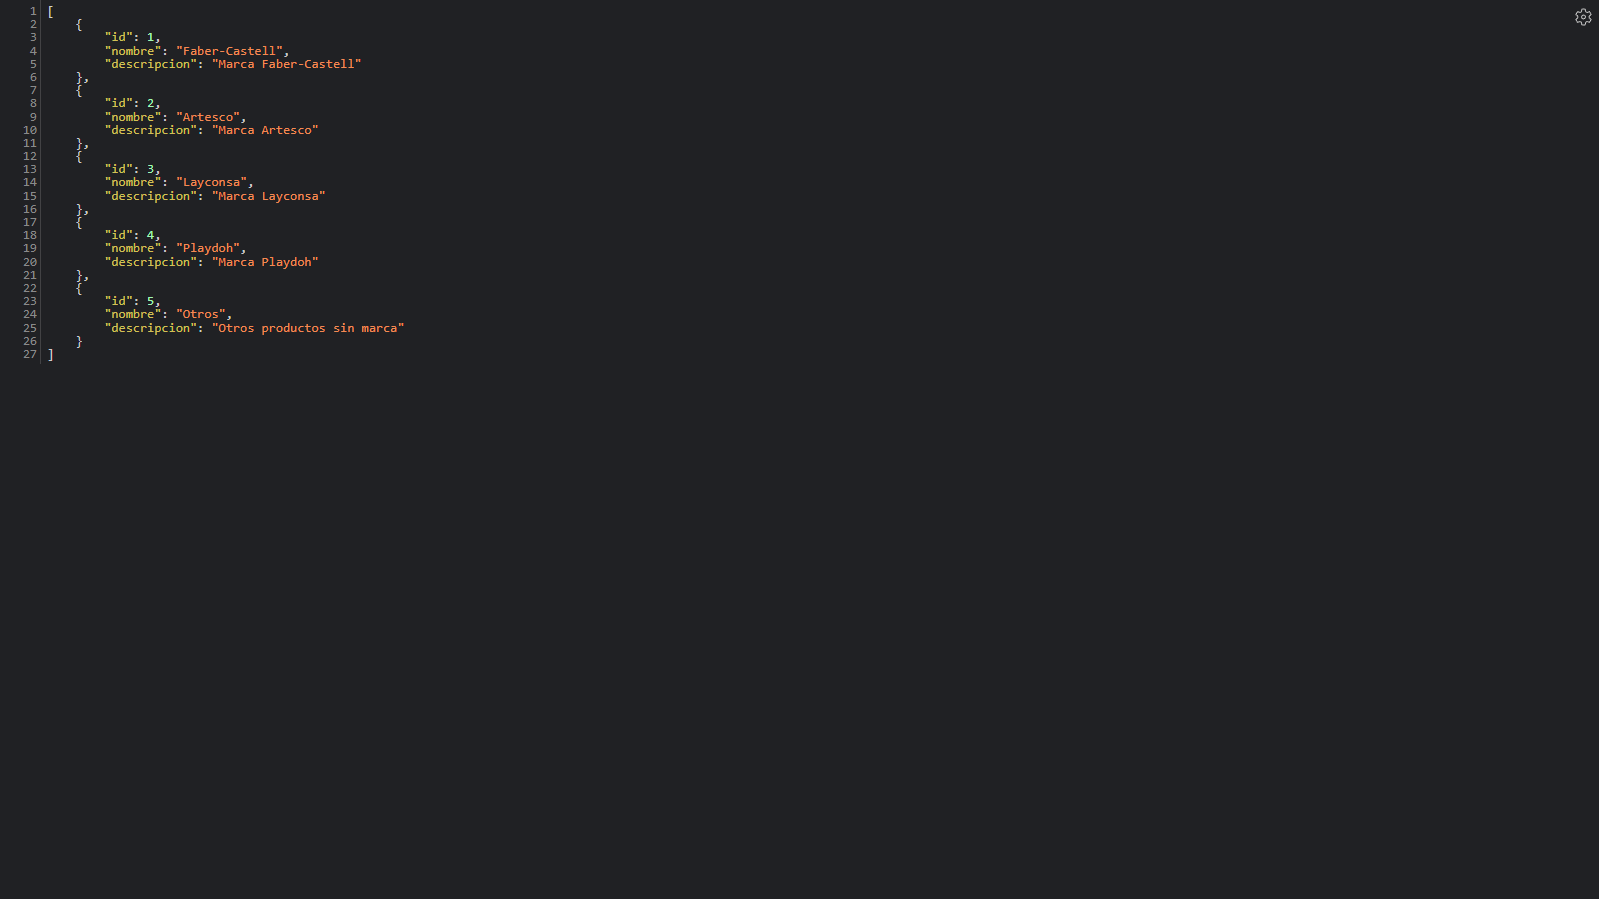 1 [
2     {
3         "id": 1,
4         "nombre": "Faber-Castell",
5         "descripcion": "Marca Faber-Castell"
6     },
7     {
8         "id": 2,
9         "nombre": "Artesco",
10         "descripcion": "Marca Artesco"
11     },
12     {
13         "id": 3,
14         "nombre": "Layconsa",
15         "descripcion": "Marca Layconsa"
16     },
17     {
18         "id": 4,
19         "nombre": "Playdoh",
20         "descripcion": "Marca Playdoh"
21     },
22     {
23         "id": 5,
24         "nombre": "Otros",
25         "descripcion": "Otros productos sin marca"
26     }
27 ]